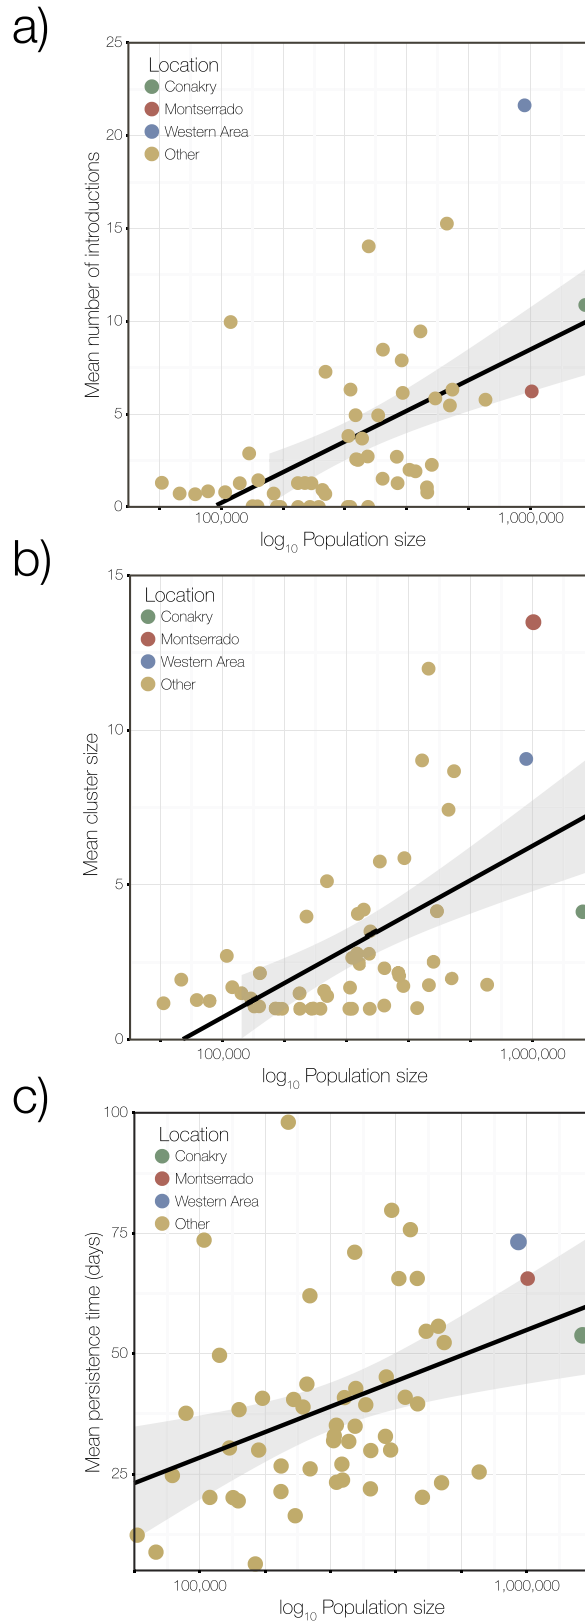 a)
25
20
15
10
5
0
Mean number of introductions
Location
Conakry
Montserrado
Western Area
Other
100,000
1,000,000
log10 Population size
b)
15
10
5
0
Mean cluster size
Location
Conakry
Montserrado
Western Area
Other
100,000
1,000,000
log10 Population size
c)
100
75
50
25
Mean persistence time (days)
Location
Conakry
Montserrado
Western Area
Other
100,000
1,000,000
log10 Population size